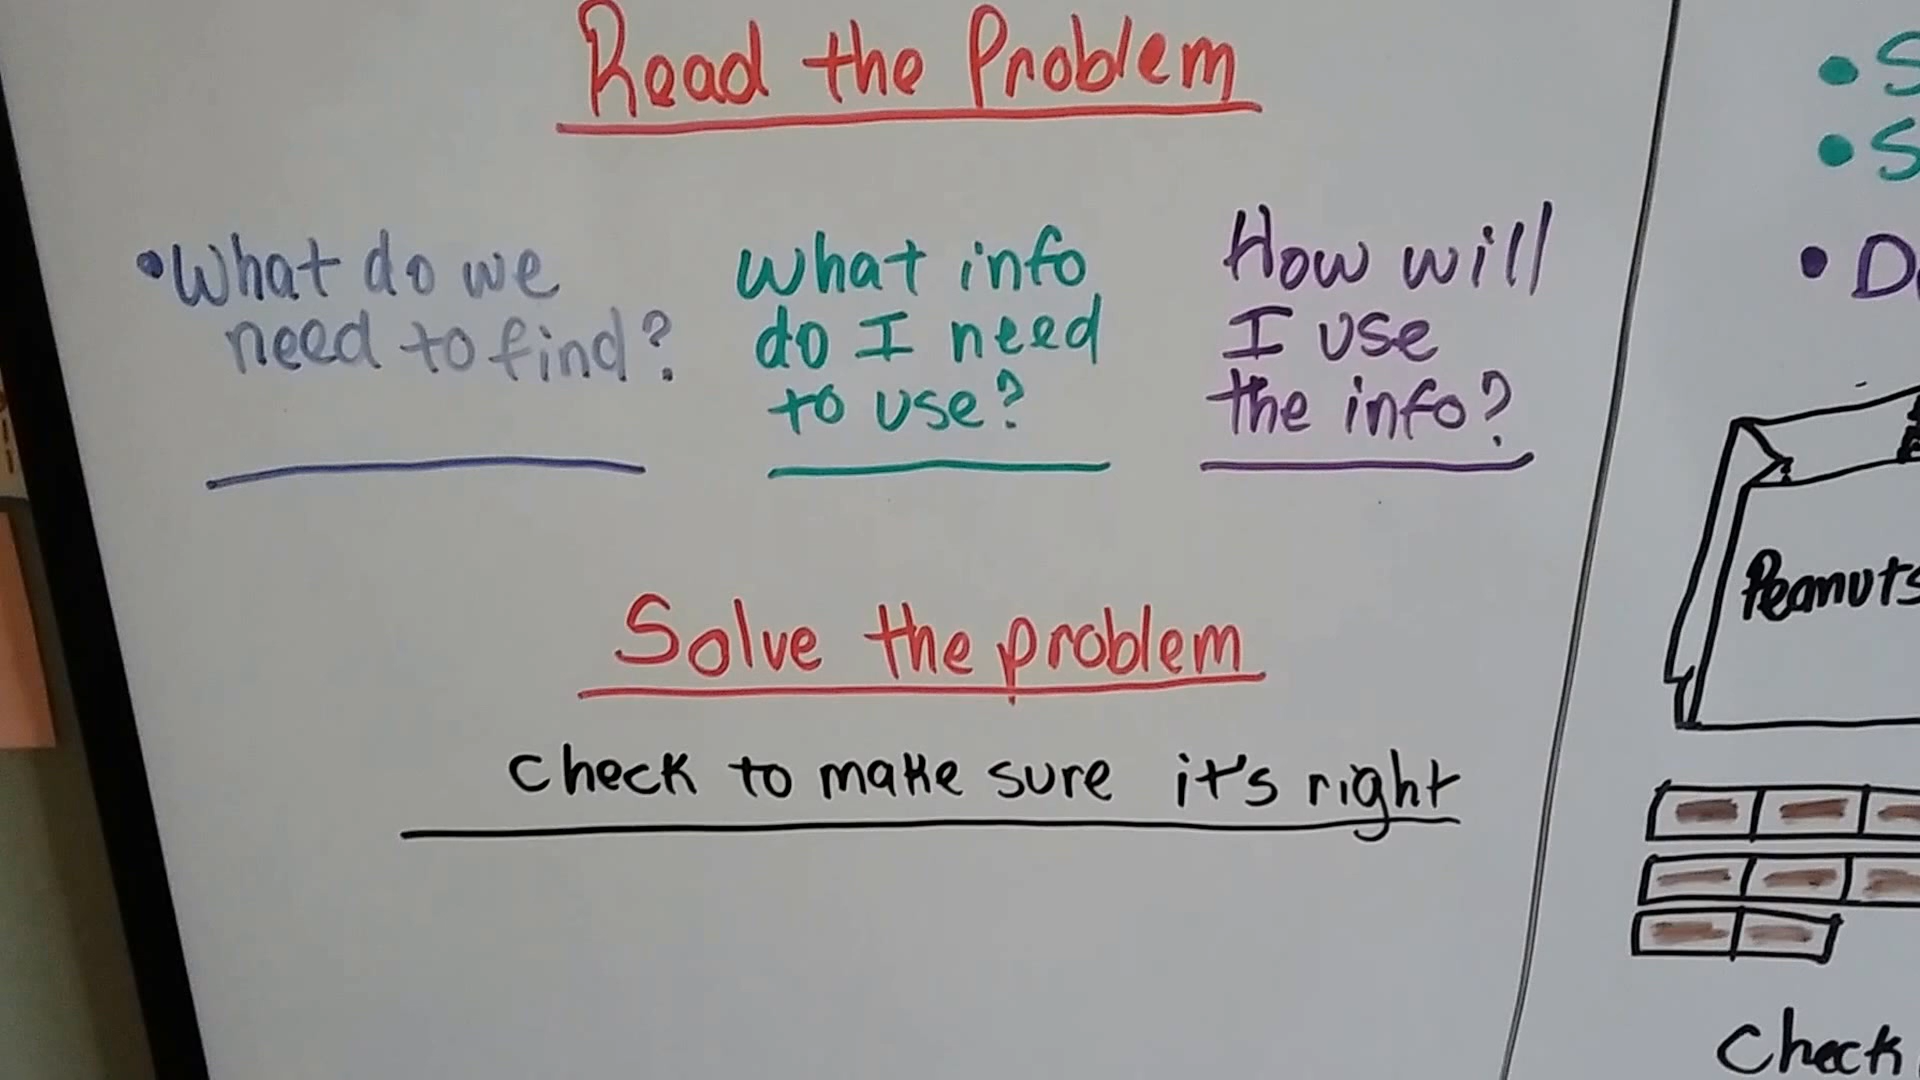 Read the Problem
•What do we
need to find?
what info
do I need
to use?
How will
I use
the info?
Solve the problem
check to make sure it's right
Peanuts
Check